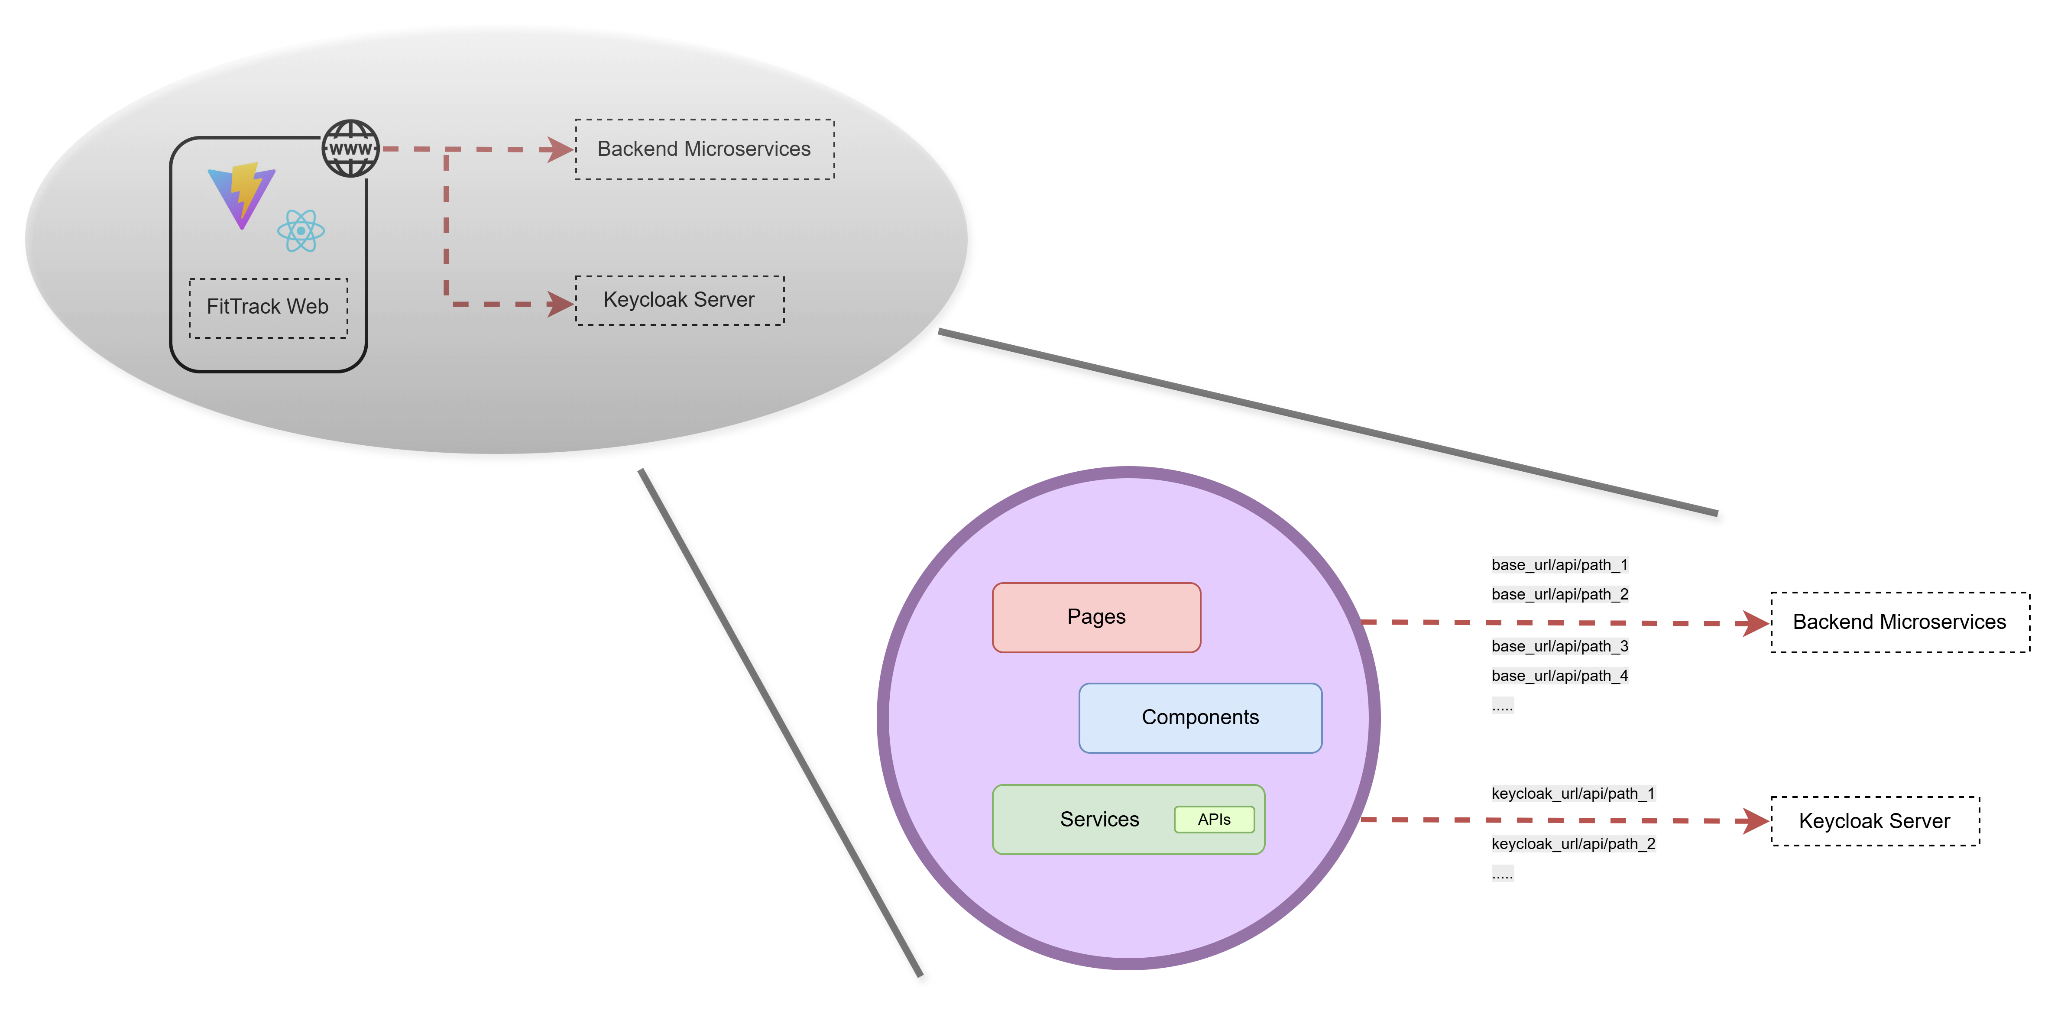 WWW
Backend Microservices
FitTrack Web
Keycloak Server
Pages
Components
Services
APIs
base_url/api/path_1
base_url/api/path_2
base_url/api/path_3
base_url/api/path_4
.....
Backend Microservices
keycloak_url/api/path_1
keycloak_url/api/path_2
.....
Keycloak Server